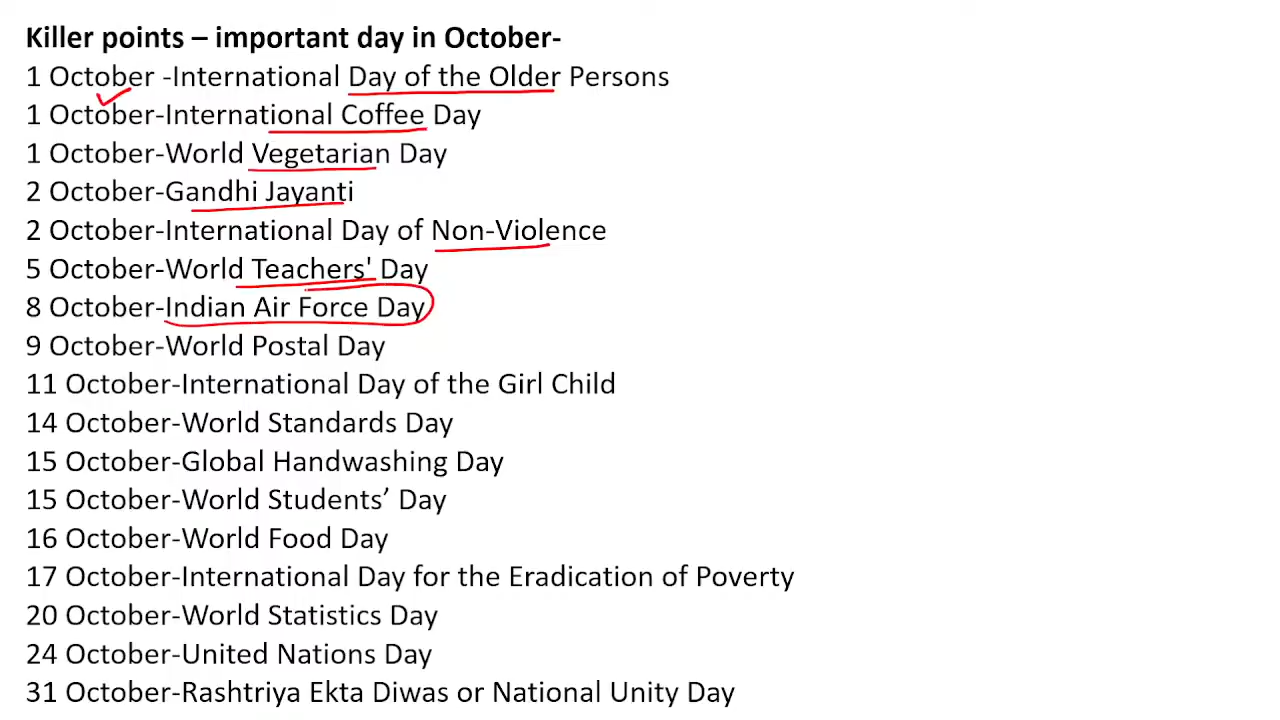 Killer points – important day in October-
1 October -International Day of the Older Persons
1 October-International Coffee Day
1 October-World Vegetarian Day
2 October-Gandhi Jayanti
2 October-International Day of Non-Violence
5 October-World Teachers' Day
8 October-Indian Air Force Day
9 October-World Postal Day
11 October-International Day of the Girl Child
14 October-World Standards Day
15 October-Global Handwashing Day
15 October-World Students’ Day
16 October-World Food Day
17 October-International Day for the Eradication of Poverty
20 October-World Statistics Day
24 October-United Nations Day
31 October-Rashtriya Ekta Diwas or National Unity Day